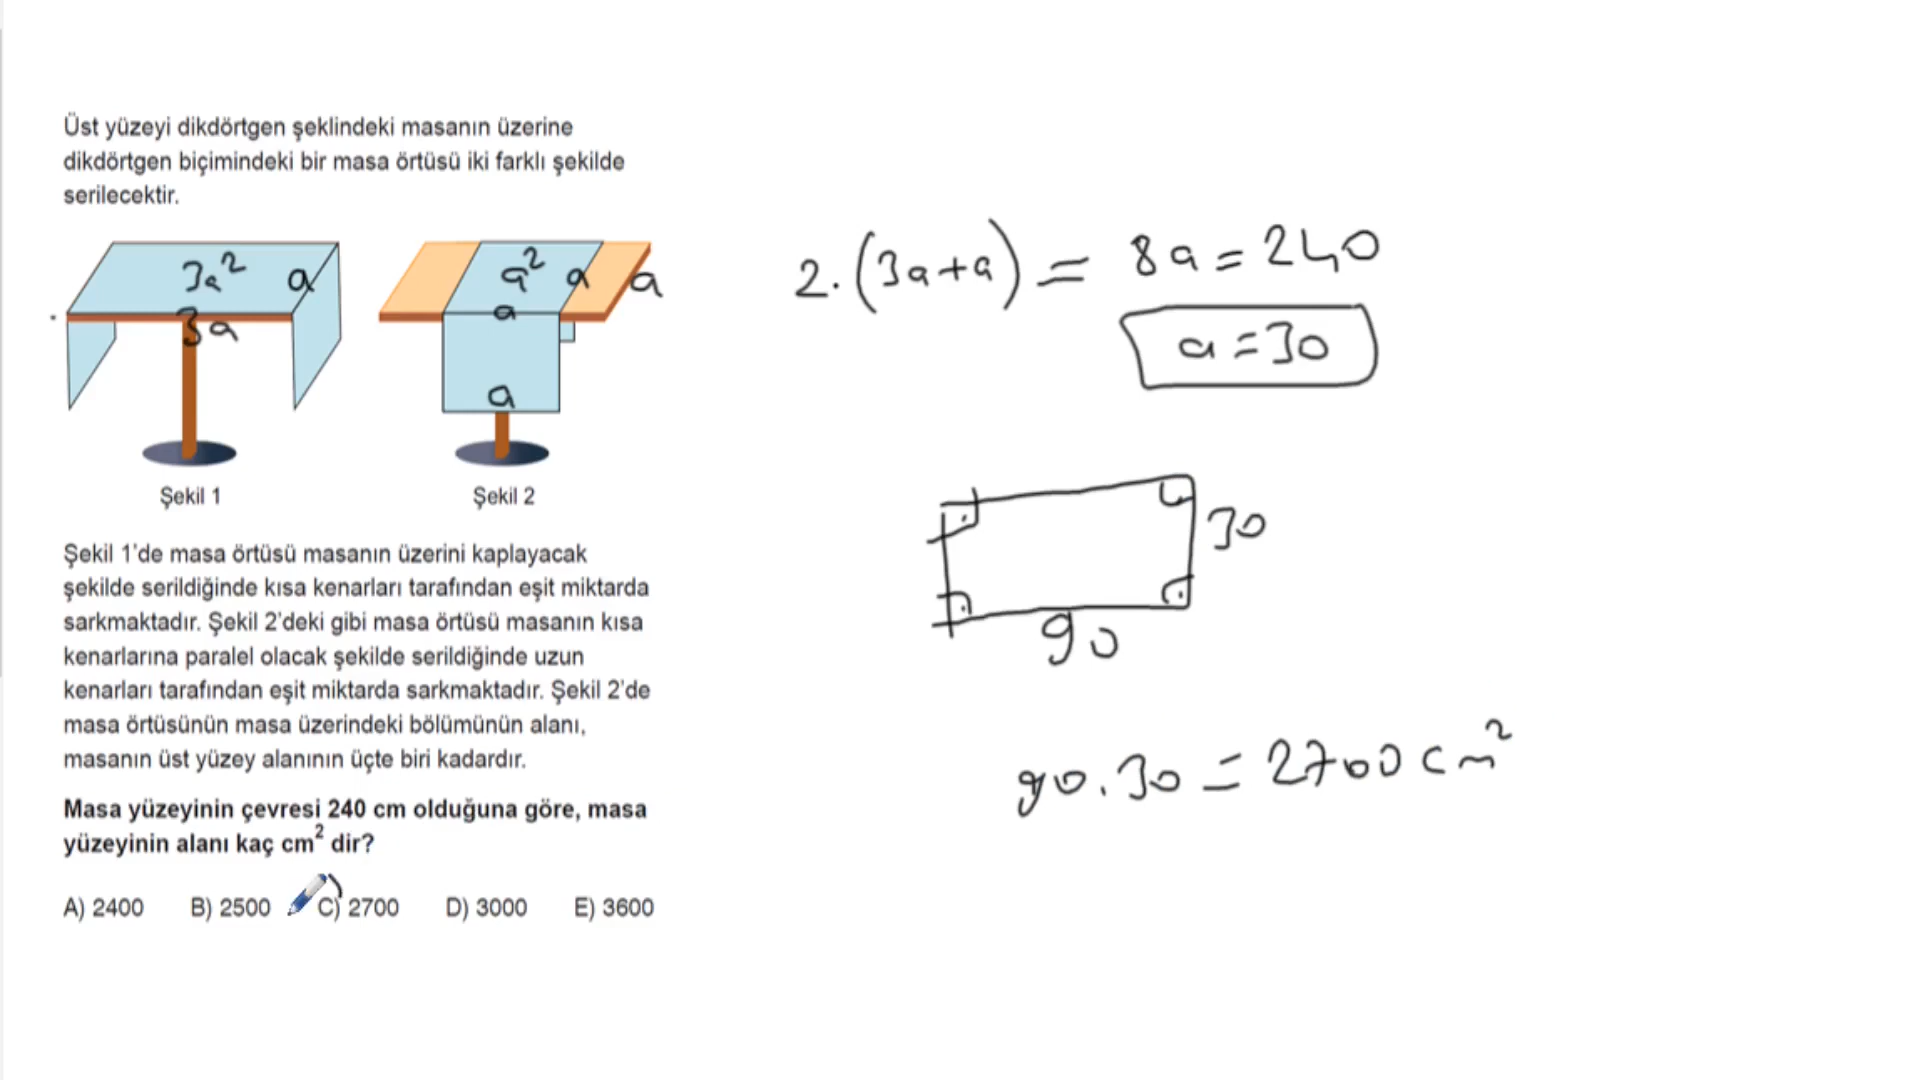 Üst yüzeyi dikdörtgen şeklindeki masanın üzerine
dikdörtgen biçimindeki bir masa örtüsü iki farklı şekilde
serilecektir.
3a² a
3a
a² a a
a
a
Şekil 1
Şekil 2
Şekil 1'de masa örtüsü masanın üzerini kaplayacak
şekilde serildiğinde kısa kenarları tarafından eşit miktarda
sarkmaktadır. Şekil 2'deki gibi masa örtüsü masanın kısa
kenarlarına paralel olacak şekilde serildiğinde uzun
kenarları tarafından eşit miktarda sarkmaktadır. Şekil 2'de
masa örtüsünün masa üzerindeki bölümünün alanı,
masanın üst yüzey alanının üçte biri kadardır.
Masa yüzeyinin çevresi 240 cm olduğuna göre, masa
yüzeyinin alanı kaç cm² dir?
A) 2400 B) 2500 C) 2700 D) 3000 E) 3600
2.(3a+a) = 8a = 240
a = 30
30
90
90.30 = 2700 cm²